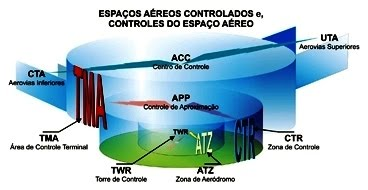 ESPAÇOS AÉREOS CONTROLADOS e,
CONTROLES DO ESPAÇO AÉREO
UTA
Aerovias Superiores
ACC
Centro de Controle
CTA
Aerovias Inferiores
TMA
APP
Controle de Aproximação
TWR
ATZ
CTR
TMA
Área de Controle Terminal
CTR
Zona de Controle
TWR
Torre de Controle
ATZ
Zona de Aeródromo